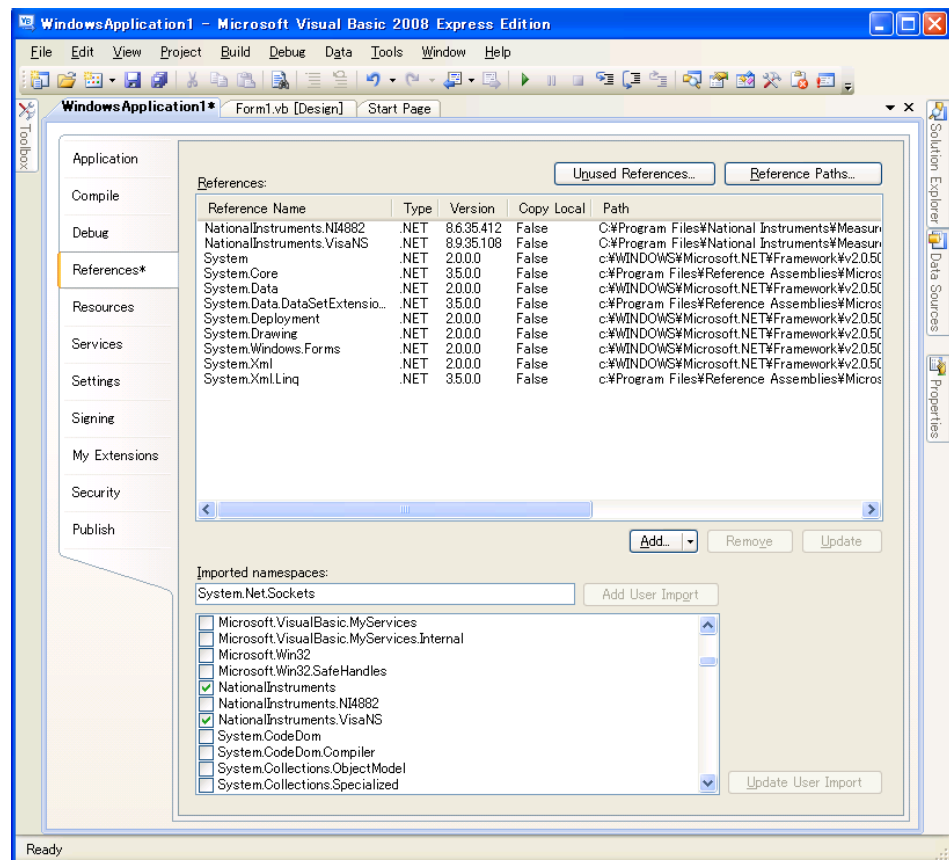 WindowsApplication1 - Microsoft Visual Basic 2008 Express Edition
File Edit View Project Build Debug Data Tools Window Help
WindowsApplication1* Form1.vb [Design] Start Page
Toolbox
Application
Compile
Debug
References*
Resources
Services
Settings
Signing
My Extensions
Security
Publish
Unused References... Reference Paths...
References:
Reference Name Type Version Copy Local Path
NationalInstruments.NI4882 .NET 8.6.35.412 False C:¥Program Files¥National Instruments¥Measur
NationalInstruments.VisaNS .NET 8.9.35.108 False C:¥Program Files¥National Instruments¥Measur
System .NET 2.0.0.0 False c:¥WINDOWS¥Microsoft.NET¥Framework¥v2.0.50
System.Core .NET 3.5.0.0 False c:¥Program Files¥Reference Assemblies¥Micros
System.Data .NET 2.0.0.0 False c:¥WINDOWS¥Microsoft.NET¥Framework¥v2.0.50
System.Data.DataSetExtensio... .NET 3.5.0.0 False c:¥Program Files¥Reference Assemblies¥Micros
System.Deployment .NET 2.0.0.0 False c:¥WINDOWS¥Microsoft.NET¥Framework¥v2.0.50
System.Drawing .NET 2.0.0.0 False c:¥WINDOWS¥Microsoft.NET¥Framework¥v2.0.50
System.Windows.Forms .NET 2.0.0.0 False c:¥WINDOWS¥Microsoft.NET¥Framework¥v2.0.50
System.Xml .NET 2.0.0.0 False c:¥WINDOWS¥Microsoft.NET¥Framework¥v2.0.50
System.Xml.Linq .NET 3.5.0.0 False c:¥Program Files¥Reference Assemblies¥Micros
Add... Remove Update
Imported namespaces:
System.Net.Sockets Add User Import
Microsoft.VisualBasic.MyServices
Microsoft.VisualBasic.MyServices.Internal
Microsoft.Win32
Microsoft.Win32.SafeHandles
NationalInstruments
NationalInstruments.NI4882
NationalInstruments.VisaNS
System.CodeDom
System.CodeDom.Compiler
System.Collections.ObjectModel
System.Collections.Specialized
Update User Import
Solution Explorer
Data Sources
Properties
Ready